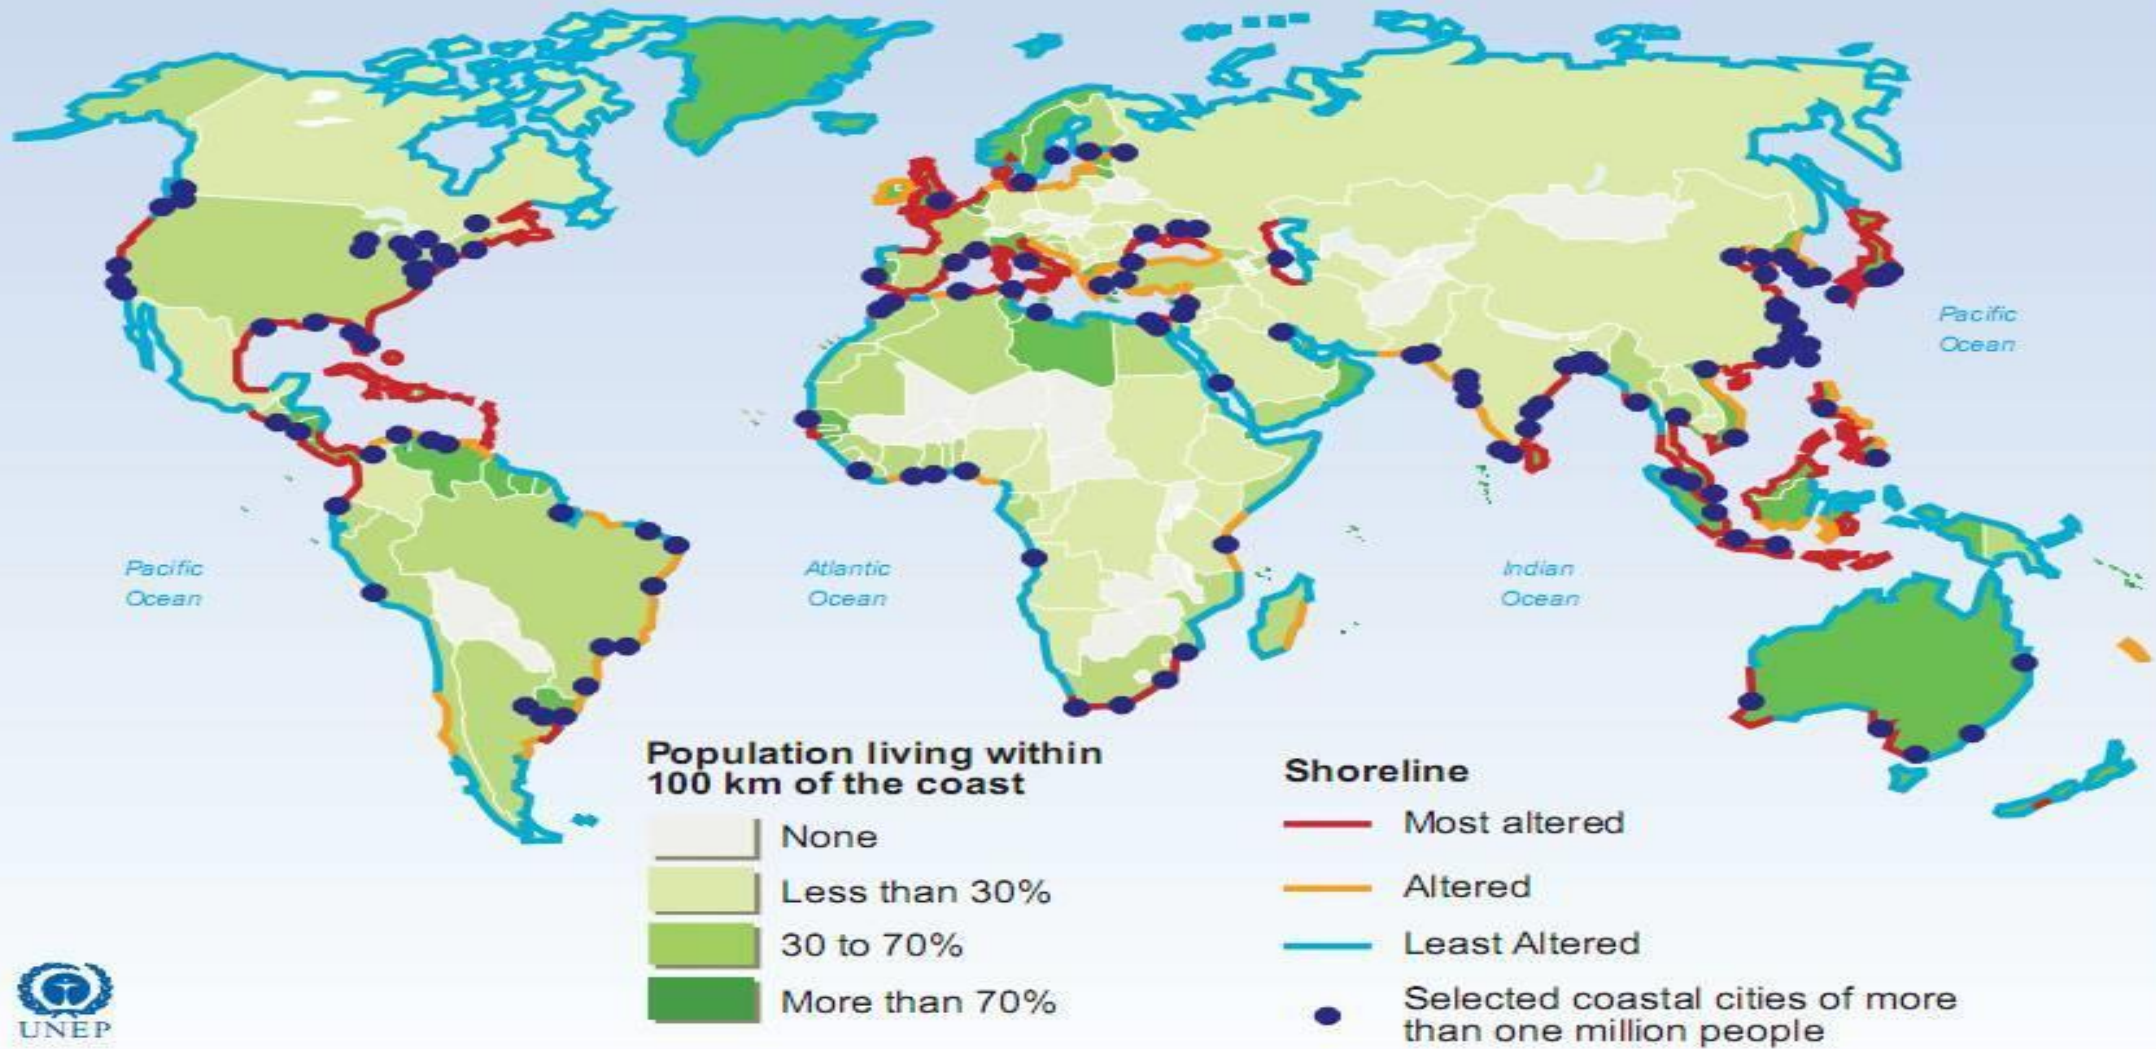 Pacific
Ocean
Pacific
Ocean
Atlantic
Ocean
Indian
Ocean
Population living within
100 km of the coast
None
Less than 30%
30 to 70%
More than 70%
Shoreline
Most altered
Altered
Least Altered
Selected coastal cities of more
than one million people
UNEP